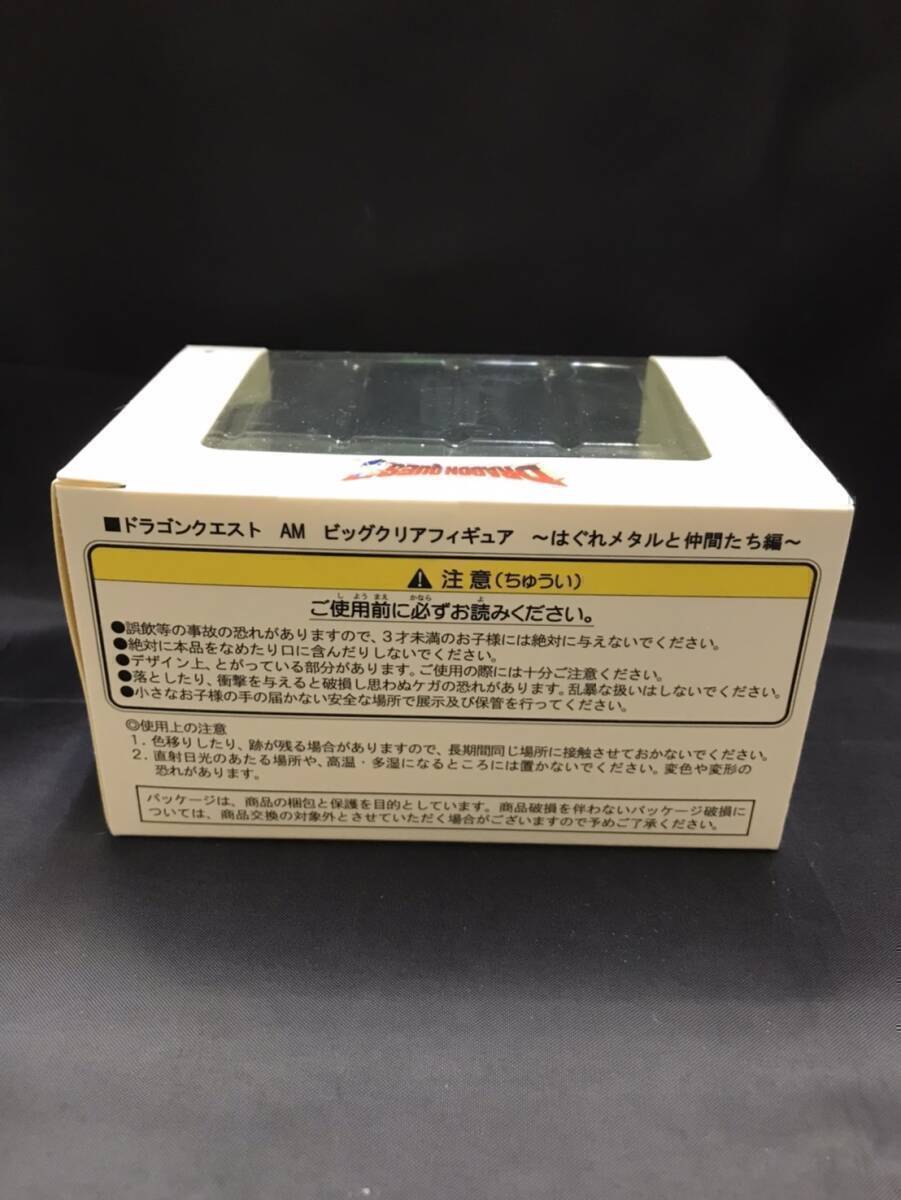 DRAGON QUEST
■ドラゴンクエスト　AM　ビッグクリアフィギュア　～はぐれメタルと仲間たち編～
注意(ちゅうい)
ご使用前に必ずお読みください。
しようまえ かなら よ
●誤飲等の事故の恐れがありますので、3才未満のお子様には絶対に与えないでください。
●絶対に本品をなめたり口に含んだりしないでください。
●デザイン上、とがっている部分があります。ご使用の際には十分ご注意ください。
●落としたり、衝撃を与えると破損し思わぬケガの恐れがあります。乱暴な扱いはしないでください。
●小さなお子様の手の届かない安全な場所で展示及び保管を行ってください。
◎使用上の注意
1. 色移りしたり、跡が残る場合がありますので、長期間同じ場所に接触させておかないでください。
2. 直射日光のあたる場所や、高温・多湿になるところには置かないでください。変色や変形の
恐れがあります。
パッケージは、商品の梱包と保護を目的としています。商品破損を伴わないパッケージ破損に
ついては、商品交換の対象外とさせていただく場合がございますので予めご了承ください。